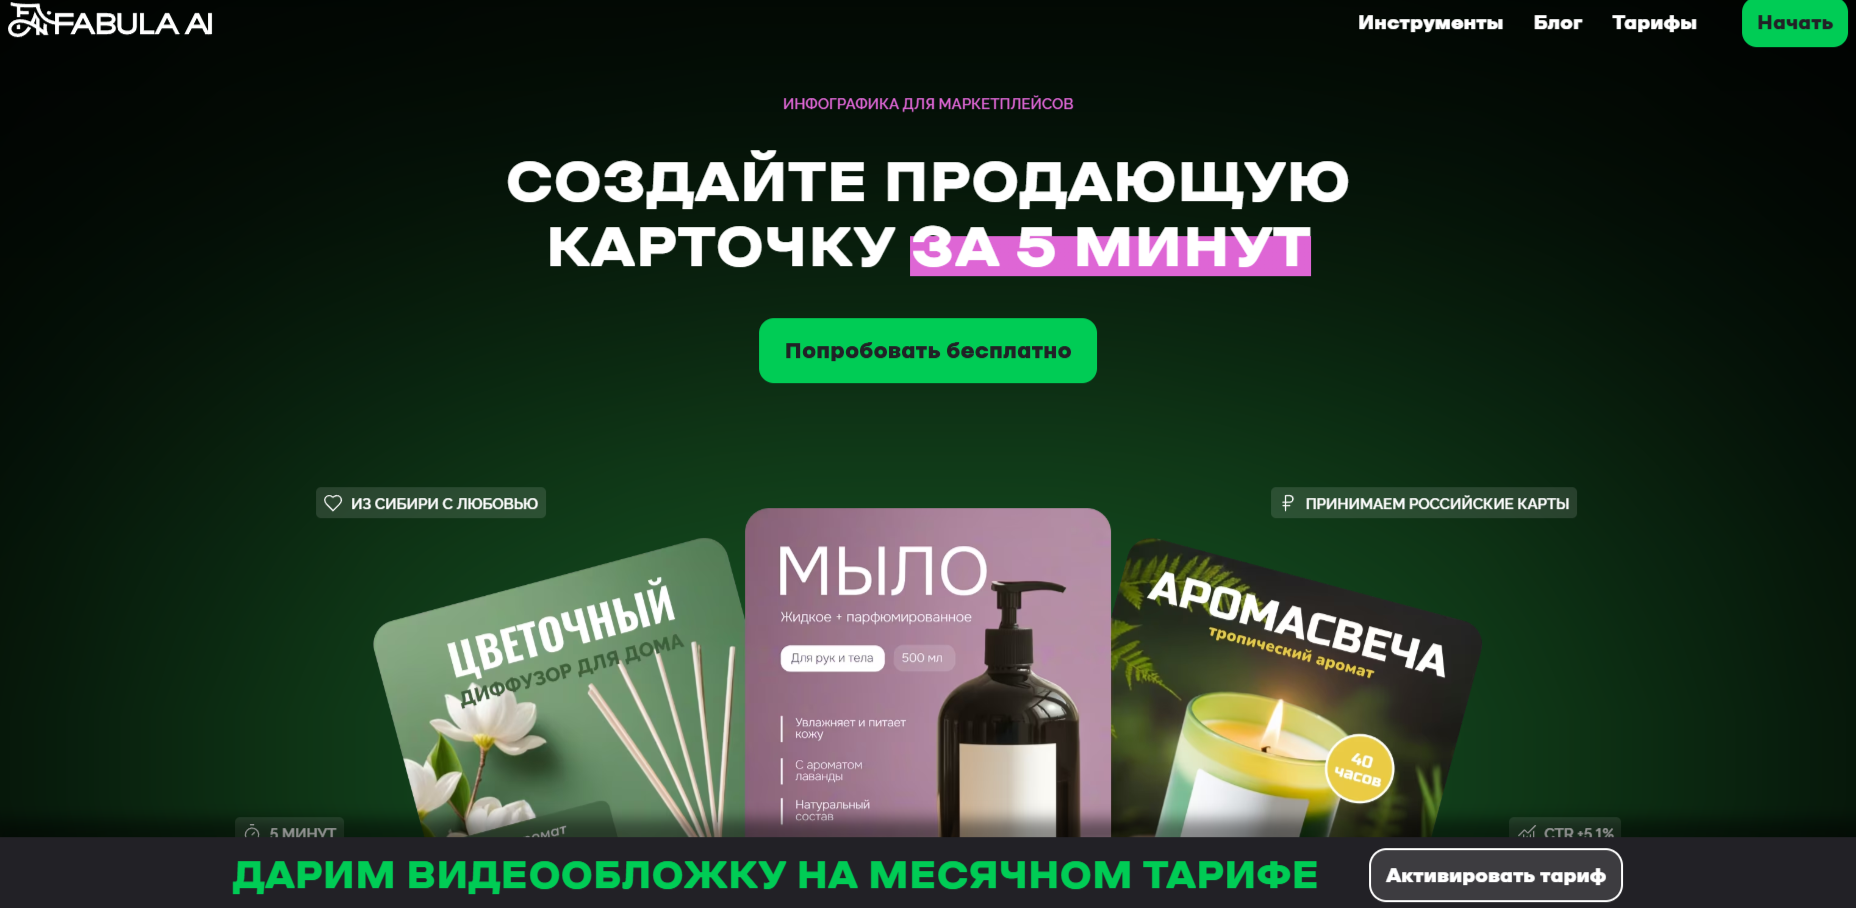 FABULA AI
Инструменты
Блог
Тарифы
Начать
ИНФОГРАФИКА ДЛЯ МАРКЕТПЛЕЙСОВ
СОЗДАЙТЕ ПРОДАЮЩУЮ
КАРТОЧКУ ЗА 5 МИНУТ
Попробовать бесплатно
ИЗ СИБИРИ С ЛЮБОВЬЮ
ПРИНИМАЕМ РОССИЙСКИЕ КАРТЫ
ЦВЕТОЧНЫЙ
ДИФФУЗОР ДЛЯ ДОМА
МЫЛО
Жидкое + парфюмированное
Для рук и тела
500 мл
Увлажняет и питает
кожу
С ароматом
лаванды
Натуральный
состав
АРОМАСВЕЧА
тропический аромат
40
часов
5 МИНУТ
CTR +5.1%
ДАРИМ ВИДЕООБЛОЖКУ НА МЕСЯЧНОМ ТАРИФЕ
Активировать тариф